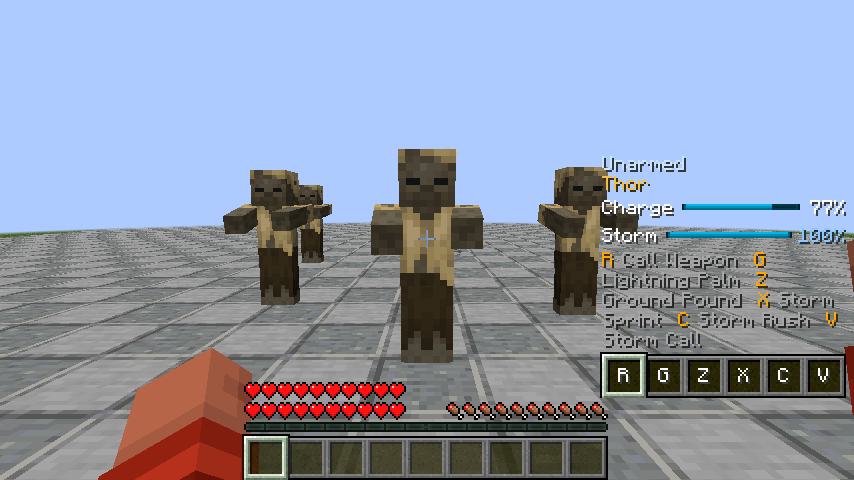 Unarmed
Thor
Charge 77%
Storm 100%
R Call Weapon G
Lightning Palm Z
Ground Pound X Storm
Sprint C Storm Rush V
Storm Call
R G Z X C V